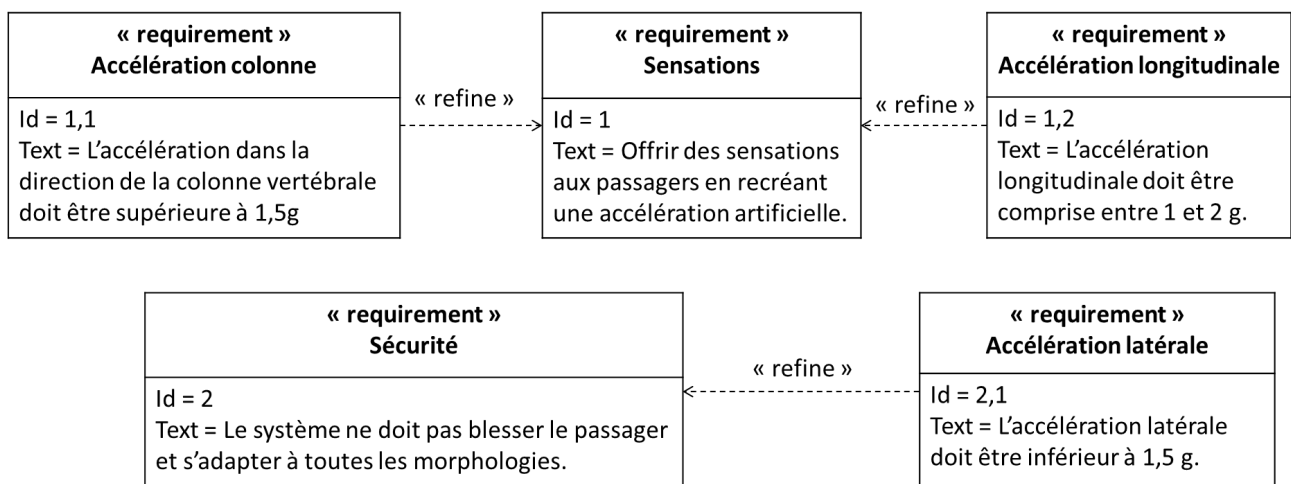 « requirement »
Accélération colonne
Id = 1,1
Text = L’accélération dans la
direction de la colonne vertébrale
doit être supérieure à 1,5g
« refine »
« requirement »
Sensations
Id = 1
Text = Offrir des sensations
aux passagers en recréant
une accélération artificielle.
« refine »
« requirement »
Accélération longitudinale
Id = 1,2
Text = L’accélération
longitudinale doit être
comprise entre 1 et 2 g.
« requirement »
Sécurité
Id = 2
Text = Le système ne doit pas blesser le passager
et s’adapter à toutes les morphologies.
« refine »
« requirement »
Accélération latérale
Id = 2,1
Text = L’accélération latérale
doit être inférieur à 1,5 g.